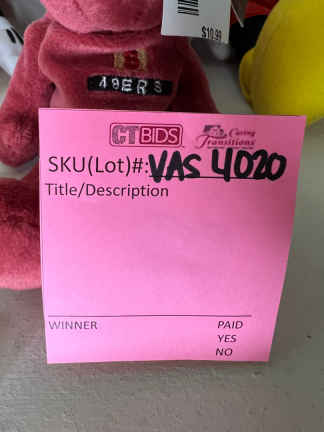 $10.99
49ERS
CTBIDS Caring Transitions
SKU(Lot)#: VAS 4020
Title/Description
WINNER PAID
YES
NO